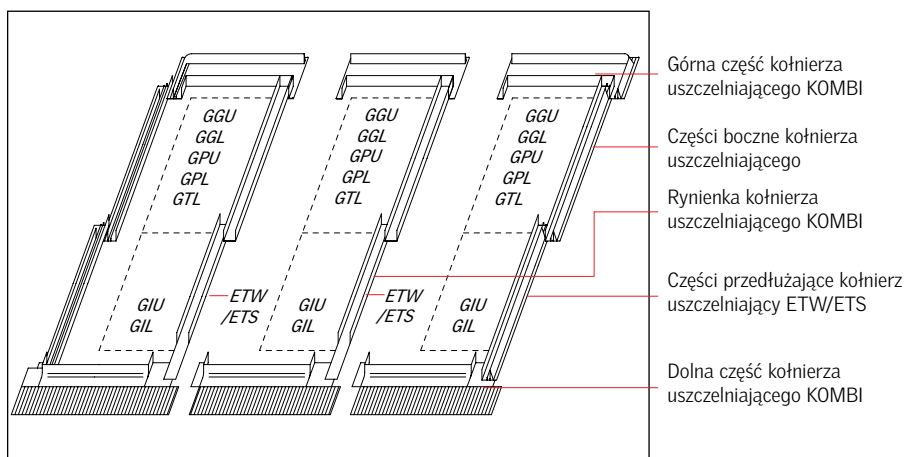 GGU
GGL
GPU
GPL
GTL
GIU
GIL
ETW
/ETS
GGU
GGL
GPU
GPL
GTL
GIU
GIL
ETW
/ETS
GGU
GGL
GPU
GPL
GTL
GIU
GIL
Górna część kołnierza
uszczelniającego KOMBI
Części boczne kołnierza
uszczelniającego
Rynienka kołnierza
uszczelniającego KOMBI
Części przedłużające kołnierz
uszczelniający ETW/ETS
Dolna część kołnierza
uszczelniającego KOMBI